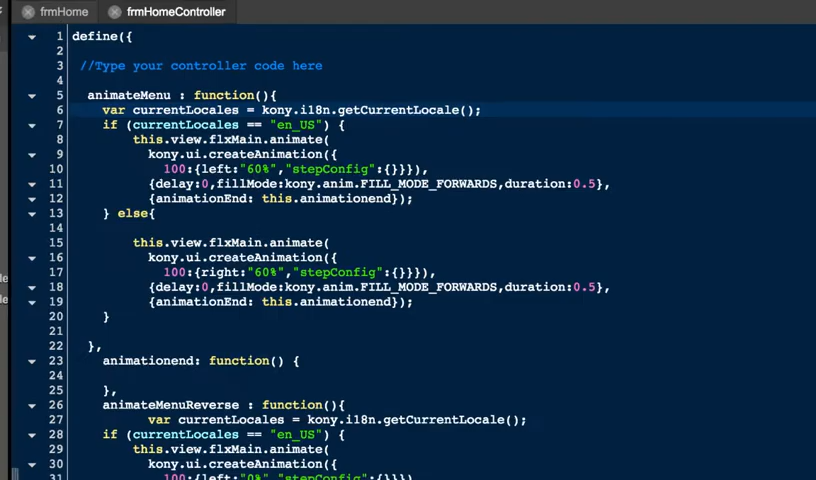 frmHome
frmHomeController
1 define({
2
3 //Type your controller code here
4
5 animateMenu : function(){
6 var currentLocales = kony.i18n.getCurrentLocale();
7 if (currentLocales == "en_US") {
8 this.view.flxMain.animate(
9 kony.ui.createAnimation({
10 100:{left:"60%","stepConfig":{}}}),
11 {delay:0,fillMode:kony.anim.FILL_MODE_FORWARDS,duration:0.5},
12 {animationEnd: this.animationend});
13 } else{
14
15 this.view.flxMain.animate(
16 kony.ui.createAnimation({
17 100:{right:"60%","stepConfig":{}}}),
18 {delay:0,fillMode:kony.anim.FILL_MODE_FORWARDS,duration:0.5},
19 {animationEnd: this.animationend});
20 }
21
22 },
23 animationend: function() {
24
25 },
26 animateMenuReverse : function(){
27 var currentLocales = kony.i18n.getCurrentLocale();
28 if (currentLocales == "en_US") {
29 this.view.flxMain.animate(
30 kony.ui.createAnimation({
31 100:{left:"0%","stepConfig":{}}})